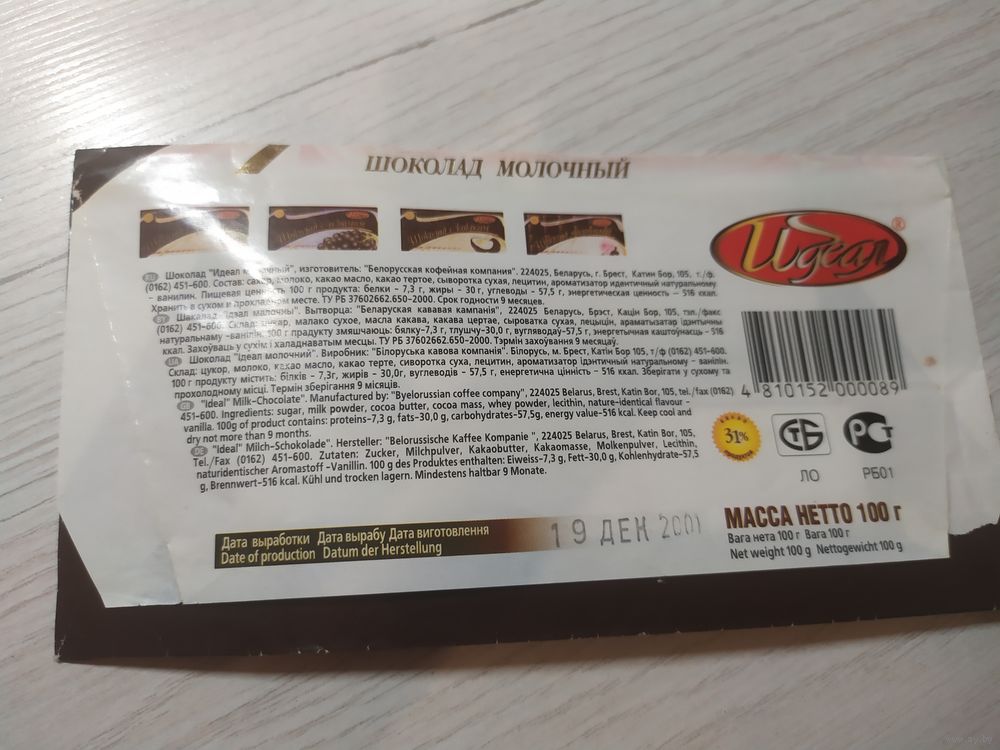 ШОКОЛАД МОЛОЧНЫЙ
Идеал®
RU Шоколад "Идеал молочный", изготовитель: "Белорусская кофейная компания". 224025, Беларусь, г. Брест, Катин Бор, 105, т./ф.
(0162) 451-600. Состав: сахар, молоко, какао масло, какао тертое, сыворотка сухая, лецитин, ароматизатор идентичный натуральному
- ванилин. Пищевая ценность 100 г продукта: белки - 7,3 г, жиры - 30 г, углеводы - 57,5 г, энергетическая ценность — 516 ккал.
Хранить в сухом и прохладном месте. ТУ РБ 37602662.650-2000. Срок годности 9 месяцев.
BY Шакалад "Ідэал малочны". Вытворца: "Беларуская кававая кампанія", 224025 Беларусь, Брэст, Кацін Бор, 105, тэл./факс
(0162) 451-600. Склад: цукар, малако сухое, масла какава, какава цертае, сыроватка сухая, лецыцін, араматызатар ідэнтычны
натуральнаму -ванілін. 100 г прадукту змяшчаюць: бялку-7,3 г, тлушчу-30,0 г, вугляводаў-57,5 г, энергетычная каштоўнасць - 516
ккал. Захоўваць у сухім і халаднаватым месцы. ТУ РБ 37602662.650-2000. Тэрмін захоўвання 9 месяцаў.
UA Шоколад "Ідеал молочний". Виробник: "Білоруська кавова компанія". Білорусь, м. Брест, Катін Бор 105, т/ф (0162) 451-600.
Склад: цукор, молоко, какао масло, какао терте, сиворотка суха, лецитин, ароматизатор ідентичний натуральному - ванілін.
100 г продукту містить: білків - 7,3г, жирів - 30,0г, вуглеводів - 57,5 г, енергетична цінність - 516 ккал. Зберігати у сухому та
прохолодному місці. Термін зберігання 9 місяців.
GB "Ideal" Milk-Chocolate". Manufactured by: "Byelorussian coffee company", 224025 Belarus, Brest, Katin Bor, 105, tel./fax (0162)
451-600. Ingredients: sugar, milk powder, cocoa butter, cocoa mass, whey powder, lecithin, nature-identical flavour -
vanilla. 100g of product contains: proteins-7,3 g, fats-30,0 g, carbohydrates-57,5g, energy value-516 kcal. Keep cool and
dry not more than 9 months.
DE "Ideal" Milch-Schokolade". Hersteller: "Belorussische Kaffee Kompanie ", 224025 Belarus, Brest, Katin Bor, 105,
Tel./Fax (0162) 451-600. Zutaten: Zucker, Milchpulver, Kakaobutter, Kakaomasse, Molkenpulver, Lecithin,
naturidentischer Aromastoff -Vanillin. 100 g des Produktes enthalten: Eiweiss-7,3 g, Fett-30,0 g, Kohlenhydrate-57,5
g, Brennwert-516 kcal. Kühl und trocken lagern. Mindestens haltbar 9 Monate.
4 810152 000089
31%
СТБ
РСТ
ЛО
РБ01
Дата выработки Дата вырабу Дата виготовлення
Date of production Datum der Herstellung
19 ДЕК 2001
МАССА НЕТТО 100 г
Вага нета 100 г Вага 100 г
Net weight 100 g Nettogewicht 100 g
www.ay.by